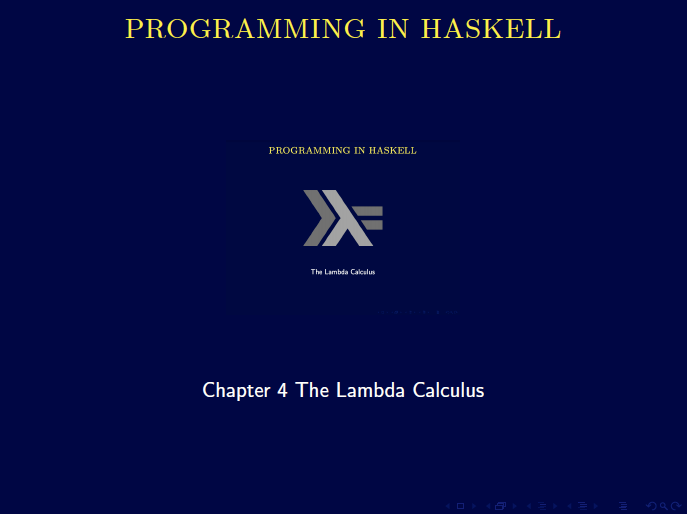 PROGRAMMING IN HASKELL
PROGRAMMING IN HASKELL
The Lambda Calculus
Chapter 4 The Lambda Calculus